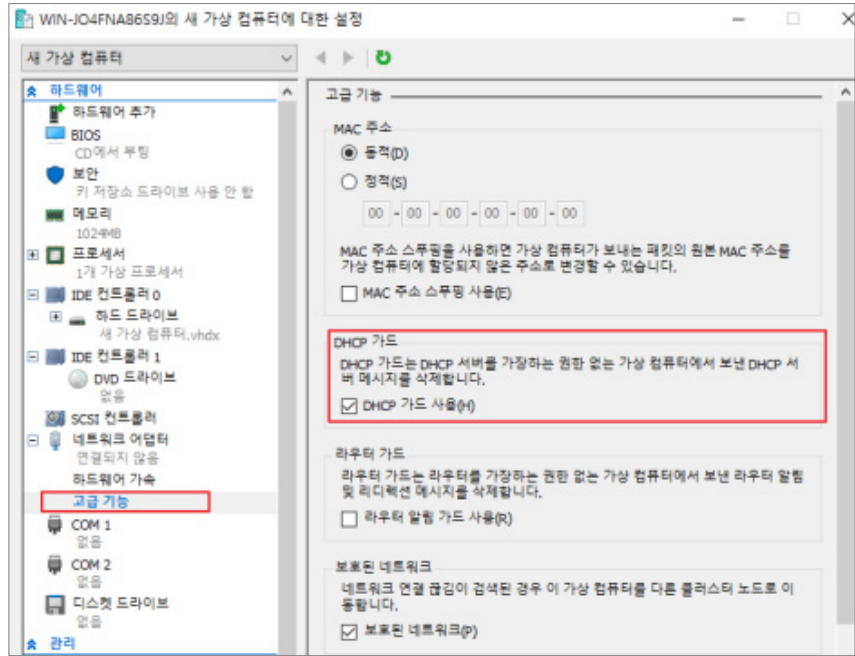 WIN-JO4FNA86S9J의 새 가상 컴퓨터에 대한 설정
새 가상 컴퓨터
하드웨어
하드웨어 추가
BIOS
CD에서 부팅
보안
키 저장소 드라이브 사용 안 함
메모리
1024MB
프로세서
1개 가상 프로세서
IDE 컨트롤러 0
하드 드라이브
새 가상 컴퓨터.vhdx
IDE 컨트롤러 1
DVD 드라이브
없음
SCSI 컨트롤러
네트워크 어댑터
연결되지 않음
하드웨어 가속
고급 기능
COM 1
없음
COM 2
없음
디스켓 드라이브
없음
관리
고급 기능
MAC 주소
동적(D)
정적(S)
00 - 00 - 00 - 00 - 00 - 00
MAC 주소 스푸핑을 사용하면 가상 컴퓨터가 보내는 패킷의 원본 MAC 주소를
가상 컴퓨터에 할당되지 않은 주소로 변경할 수 있습니다.
MAC 주소 스푸핑 사용(E)
DHCP 가드
DHCP 가드는 DHCP 서버를 가장하는 권한 없는 가상 컴퓨터에서 보낸 DHCP 서
버 메시지를 삭제합니다.
DHCP 가드 사용(H)
라우터 가드
라우터 가드는 라우터를 가장하는 권한 없는 가상 컴퓨터에서 보낸 라우터 알림
및 리디렉션 메시지를 삭제합니다.
라우터 알림 가드 사용(R)
보호된 네트워크
네트워크 연결 끊김이 검색된 경우 이 가상 컴퓨터를 다른 클러스터 노드로 이
동합니다.
보호된 네트워크(P)